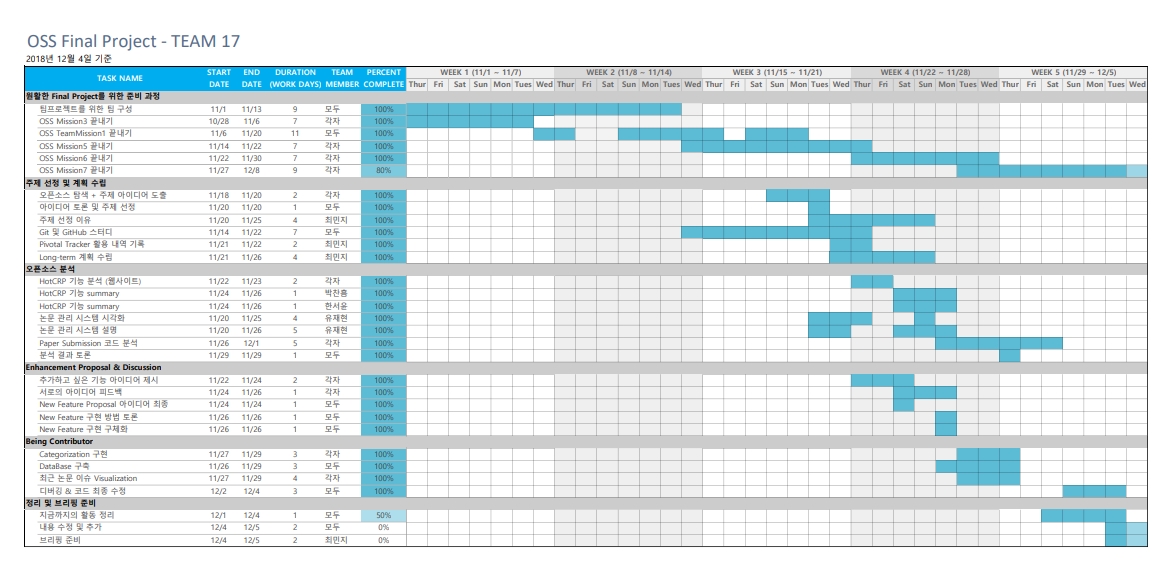 OSS Final Project - TEAM 17
2018년 12월 4일 기준
TASK NAME START DATE END DATE DURATION (WORK DAYS) TEAM MEMBER PERCENT COMPLETE WEEK 1 (11/1 ~ 11/7) WEEK 2 (11/8 ~ 11/14) WEEK 3 (11/15 ~ 11/21) WEEK 4 (11/22 ~ 11/28) WEEK 5 (11/29 ~ 12/5)
Thur Fri Sat Sun Mon Tues Wed Thur Fri Sat Sun Mon Tues Wed Thur Fri Sat Sun Mon Tues Wed Thur Fri Sat Sun Mon Tues Wed Thur Fri Sat Sun Mon Tues Wed
원활한 Final Project를 위한 준비 과정
팀프로젝트를 위한 팀 구성 11/1 11/13 9 모두 100%
OSS Mission3 끝내기 10/28 11/6 7 각자 100%
OSS TeamMission1 끝내기 11/6 11/20 11 모두 100%
OSS Mission5 끝내기 11/14 11/22 7 각자 100%
OSS Mission6 끝내기 11/22 11/30 7 각자 100%
OSS Mission7 끝내기 11/27 12/8 9 각자 80%
주제 선정 및 계획 수립
오픈소스 탐색 + 주제 아이디어 도출 11/18 11/20 2 각자 100%
아이디어 토론 및 주제 선정 11/20 11/20 1 모두 100%
주제 선정 이유 11/20 11/25 4 최민지 100%
Git 및 GitHub 스터디 11/14 11/22 7 모두 100%
Pivotal Tracker 활용 내역 기록 11/21 11/22 2 최민지 100%
Long-term 계획 수립 11/21 11/26 4 최민지 100%
오픈소스 분석
HotCRP 기능 분석 (웹사이트) 11/22 11/23 2 각자 100%
HotCRP 기능 summary 11/24 11/26 1 박찬흠 100%
HotCRP 기능 summary 11/24 11/26 1 한서윤 100%
논문 관리 시스템 시각화 11/20 11/25 4 유재현 100%
논문 관리 시스템 설명 11/20 11/26 5 유재현 100%
Paper Submission 코드 분석 11/26 12/1 5 각자 100%
분석 결과 토론 11/29 11/29 1 모두 100%
Enhancement Proposal & Discussion
추가하고 싶은 기능 아이디어 제시 11/22 11/24 2 각자 100%
서로의 아이디어 피드백 11/24 11/26 1 각자 100%
New Feature Proposal 아이디어 최종 11/24 11/24 1 모두 100%
New Feature 구현 방법 토론 11/26 11/26 1 모두 100%
New Feature 구현 구체화 11/26 11/26 1 모두 100%
Being Contributor
Categorization 구현 11/27 11/29 3 각자 100%
DataBase 구축 11/26 11/29 3 모두 100%
최근 논문 이슈 Visualization 11/27 11/29 4 각자 100%
디버깅 & 코드 최종 수정 12/2 12/4 3 모두 100%
정리 및 브리핑 준비
지금까지의 활동 정리 12/1 12/4 1 모두 50%
내용 수정 및 추가 12/4 12/5 2 모두 0%
브리핑 준비 12/4 12/5 2 최민지 0%